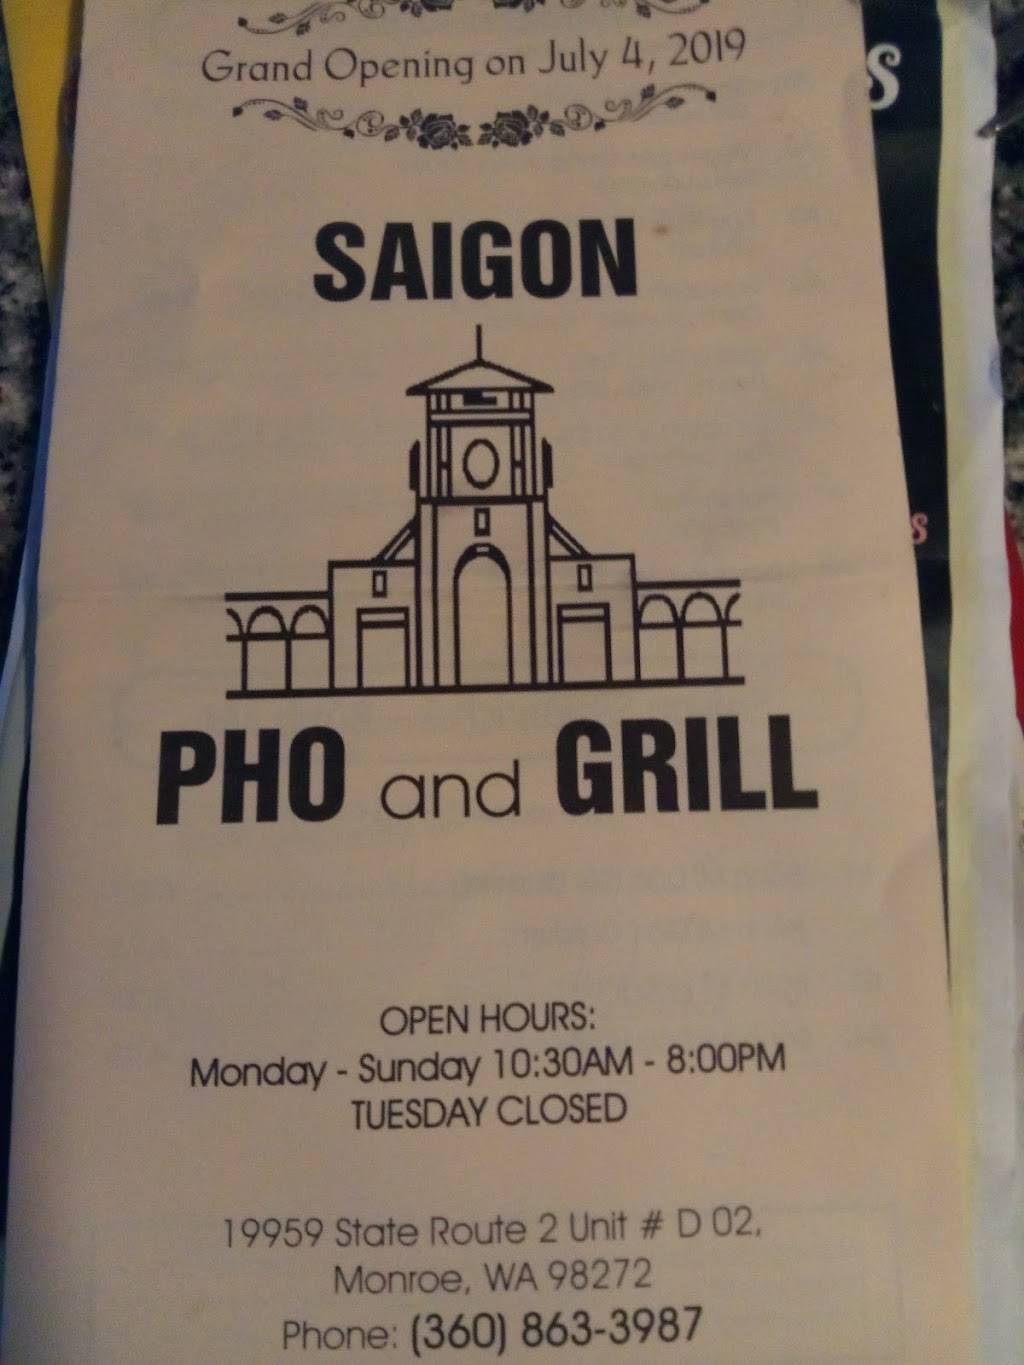 Grand Opening on July 4, 2019
S
SAIGON
s
PHO and GRILL
OPEN HOURS:
Monday - Sunday 10:30AM - 8:00PM
TUESDAY CLOSED
19959 State Route 2 Unit # D 02,
Monroe, WA 98272
Phone: (360) 863-3987